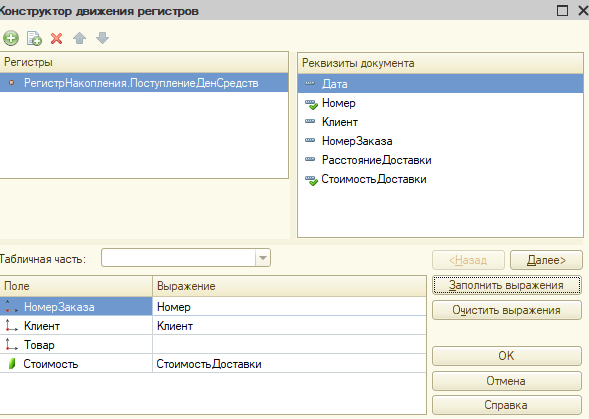 Конструктор движения регистров
Регистры
РегистрНакопления.ПоступлениеДенСредств
Реквизиты документа
Дата
Номер
Клиент
НомерЗаказа
РасстояниеДоставки
СтоимостьДоставки
Табличная часть:
<Назад
Далее>
Поле
Выражение
НомерЗаказа
Номер
Клиент
Клиент
Товар
Стоимость
СтоимостьДоставки
Заполнить выражения
Очистить выражения
ОК
Отмена
Справка